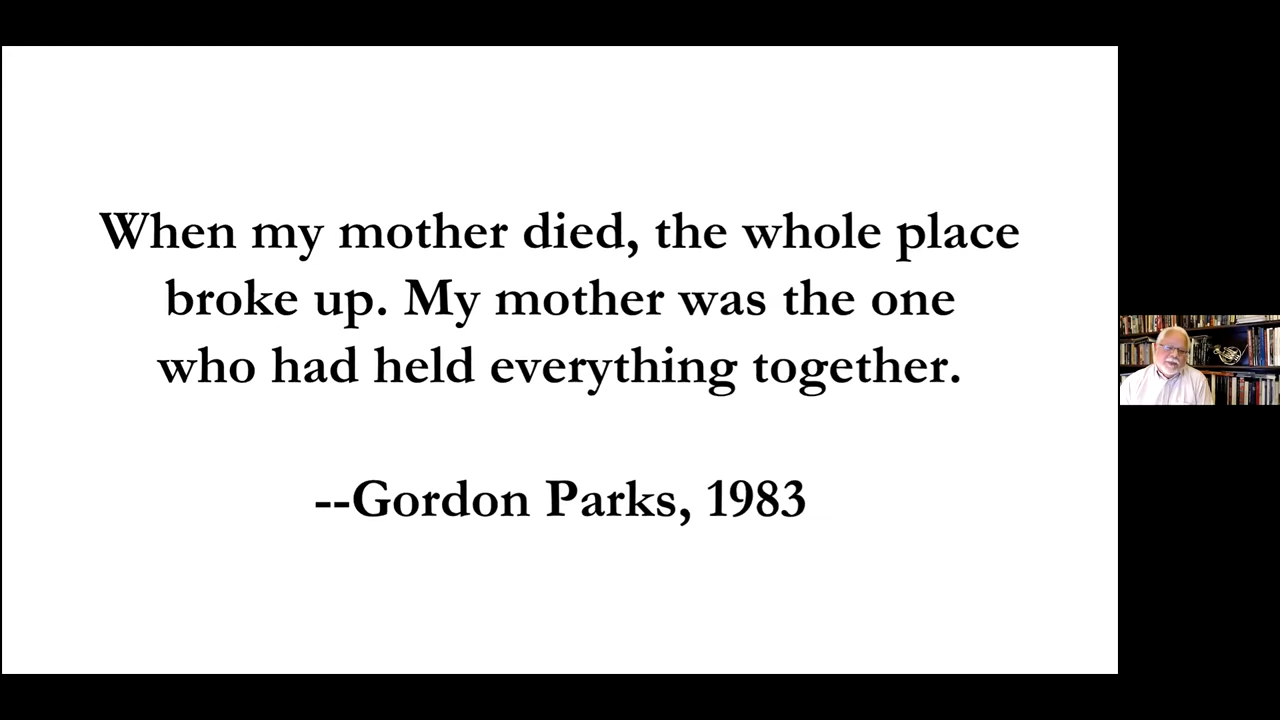 When my mother died, the whole place
broke up. My mother was the one
who had held everything together.
--Gordon Parks, 1983